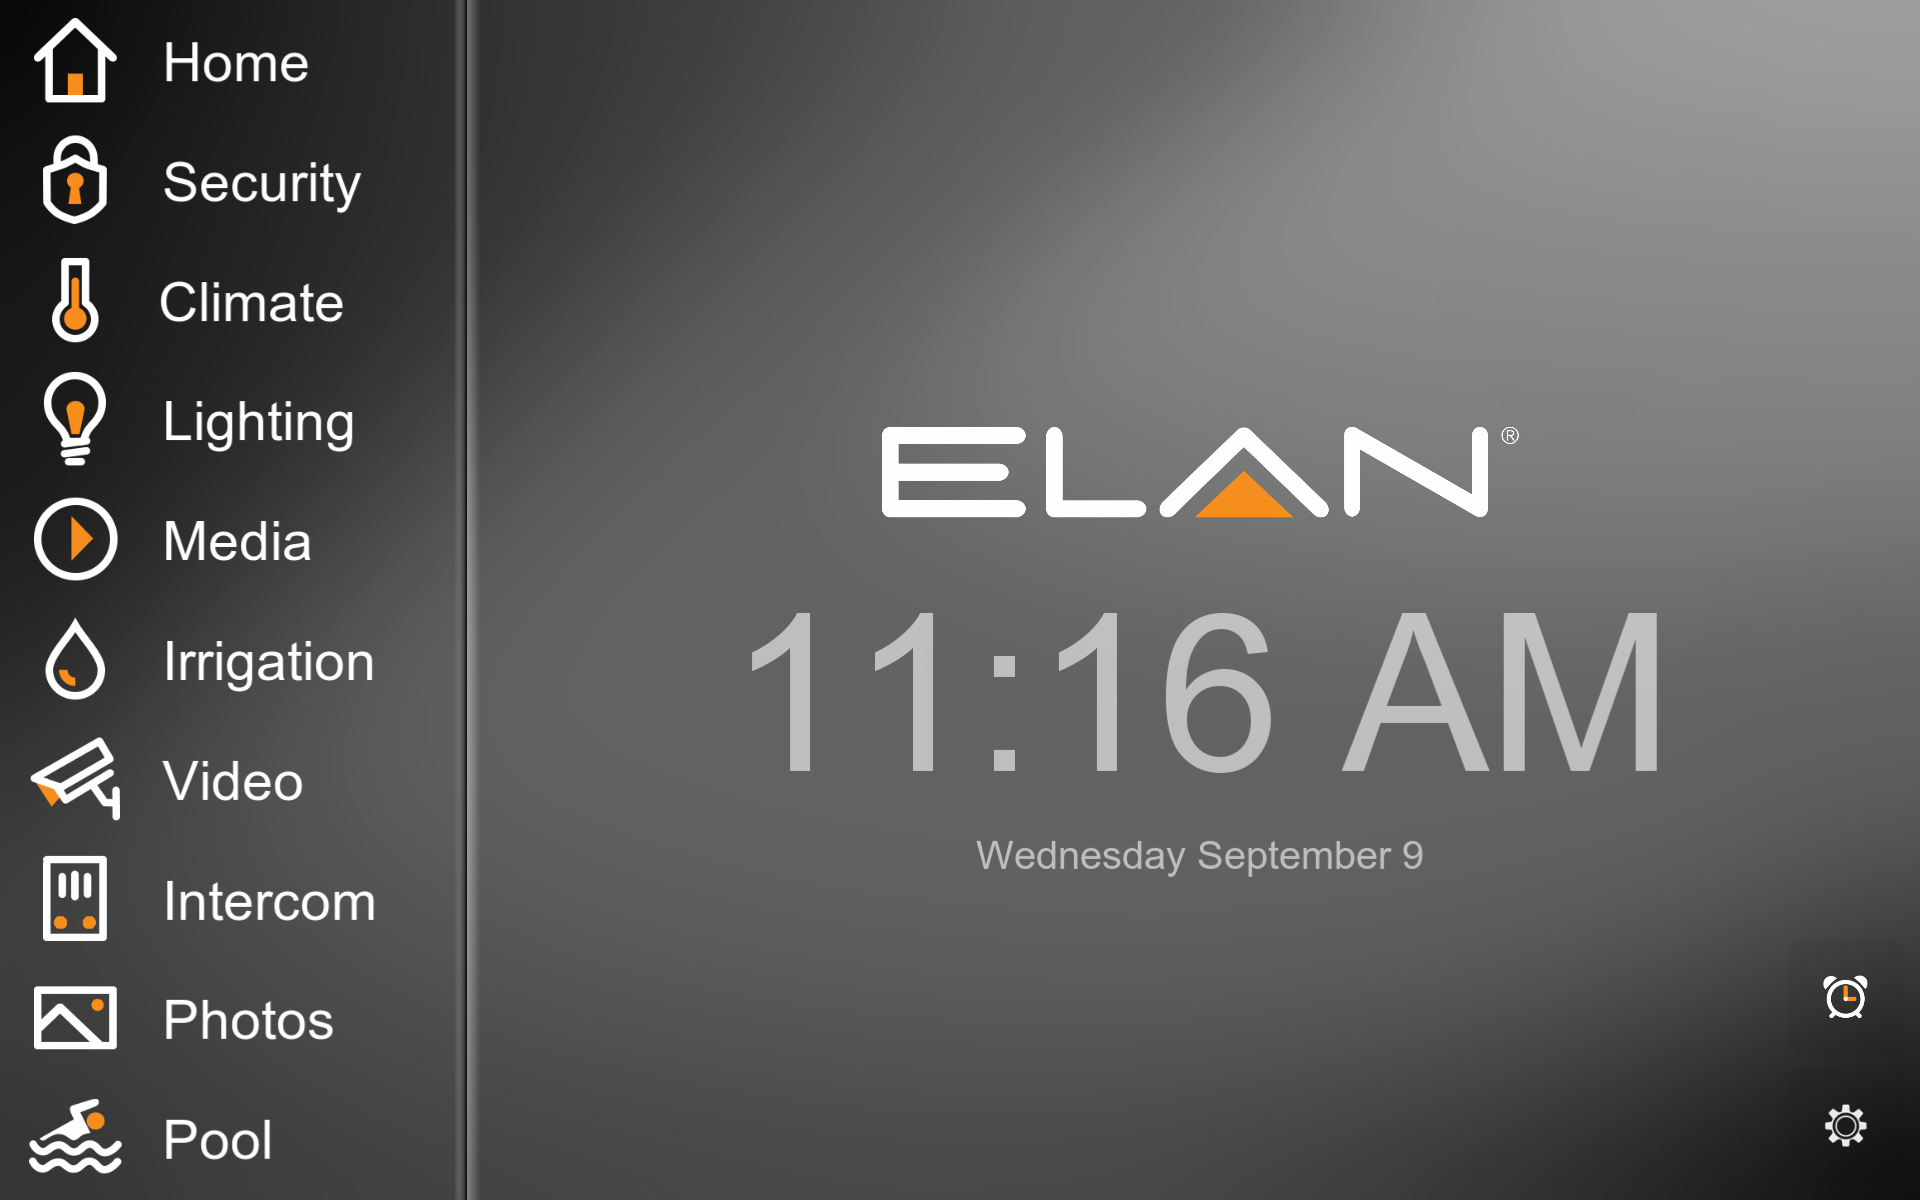 Home
Security
Climate
Lighting
Media
Irrigation
Video
Intercom
Photos
Pool
ELAN®
11:16 AM
Wednesday September 9